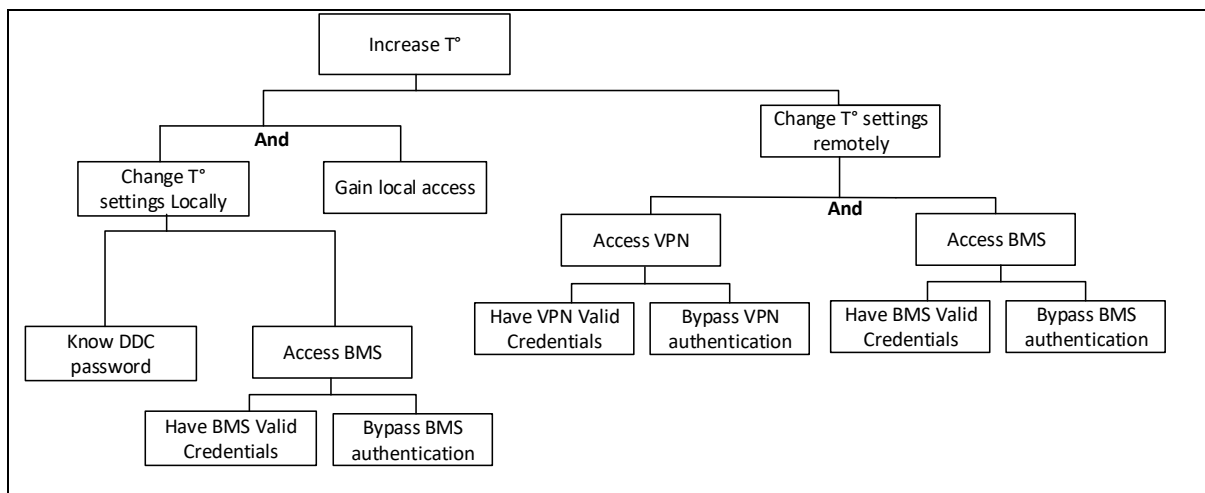 Increase T°
Change T° settings
remotely
And
Change T°
settings Locally
Gain local access
And
Access VPN
Access BMS
Have VPN Valid
Credentials
Bypass VPN
authentication
Have BMS Valid
Credentials
Bypass BMS
authentication
Know DDC
password
Access BMS
Have BMS Valid
Credentials
Bypass BMS
authentication